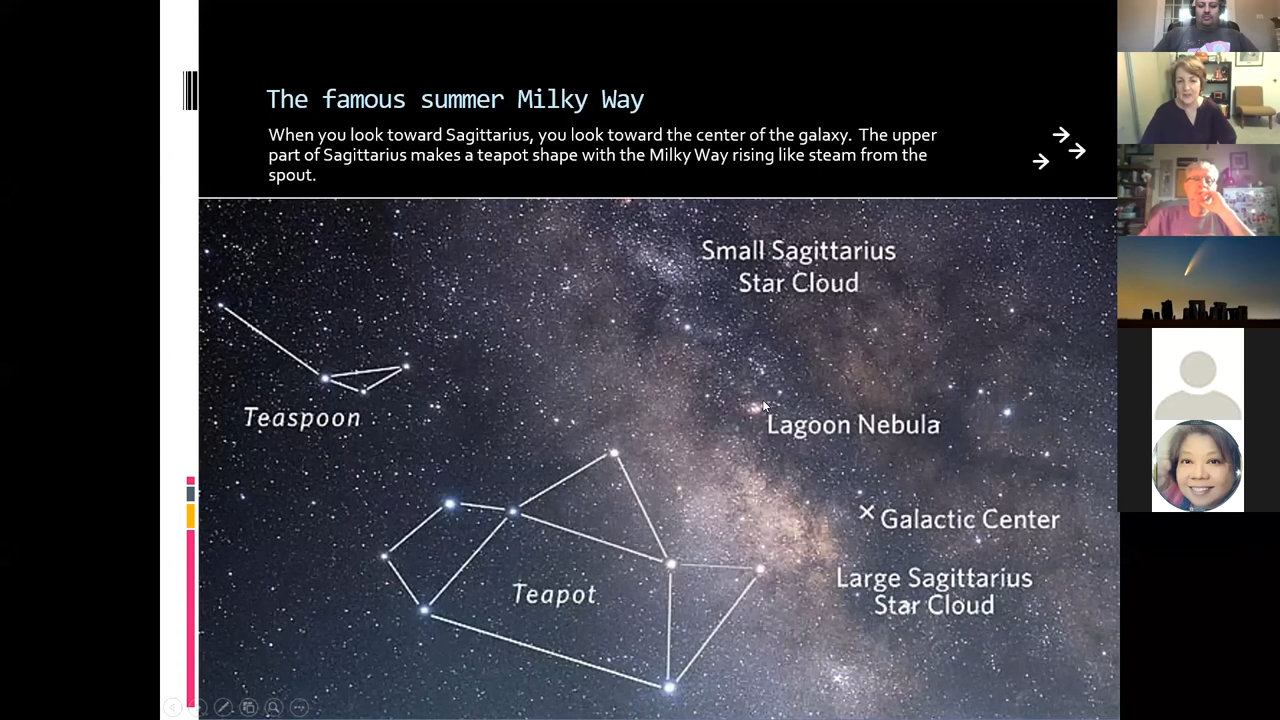 The famous summer Milky Way
When you look toward Sagittarius, you look toward the center of the galaxy.  The upper
part of Sagittarius makes a teapot shape with the Milky Way rising like steam from the
spout.
Small Sagittarius
Star Cloud
Teaspoon
Lagoon Nebula
Galactic Center
Teapot
Large Sagittarius
Star Cloud